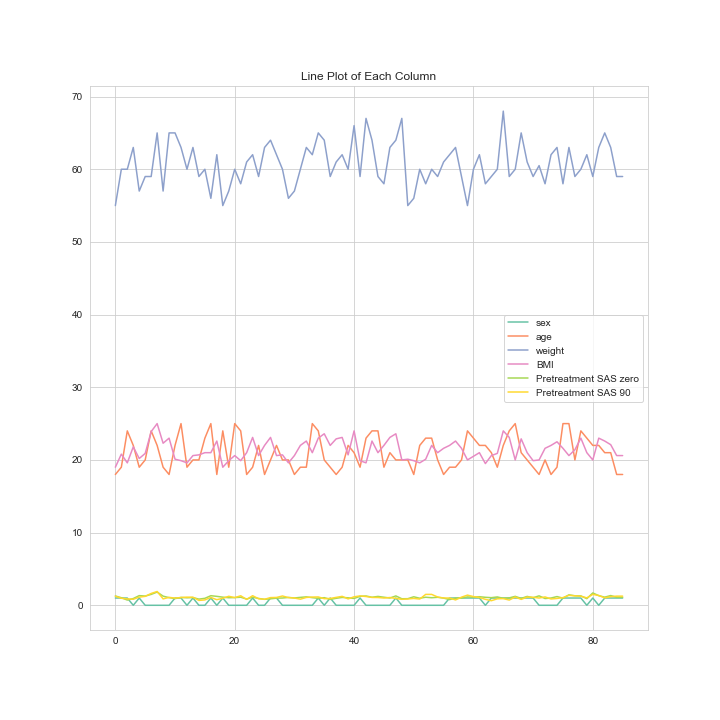 Line Plot of Each Column
70
60
50
40
30
20
10
0
sex
age
weight
BMI
Pretreatment SAS zero
Pretreatment SAS 90
0 20 40 60 80